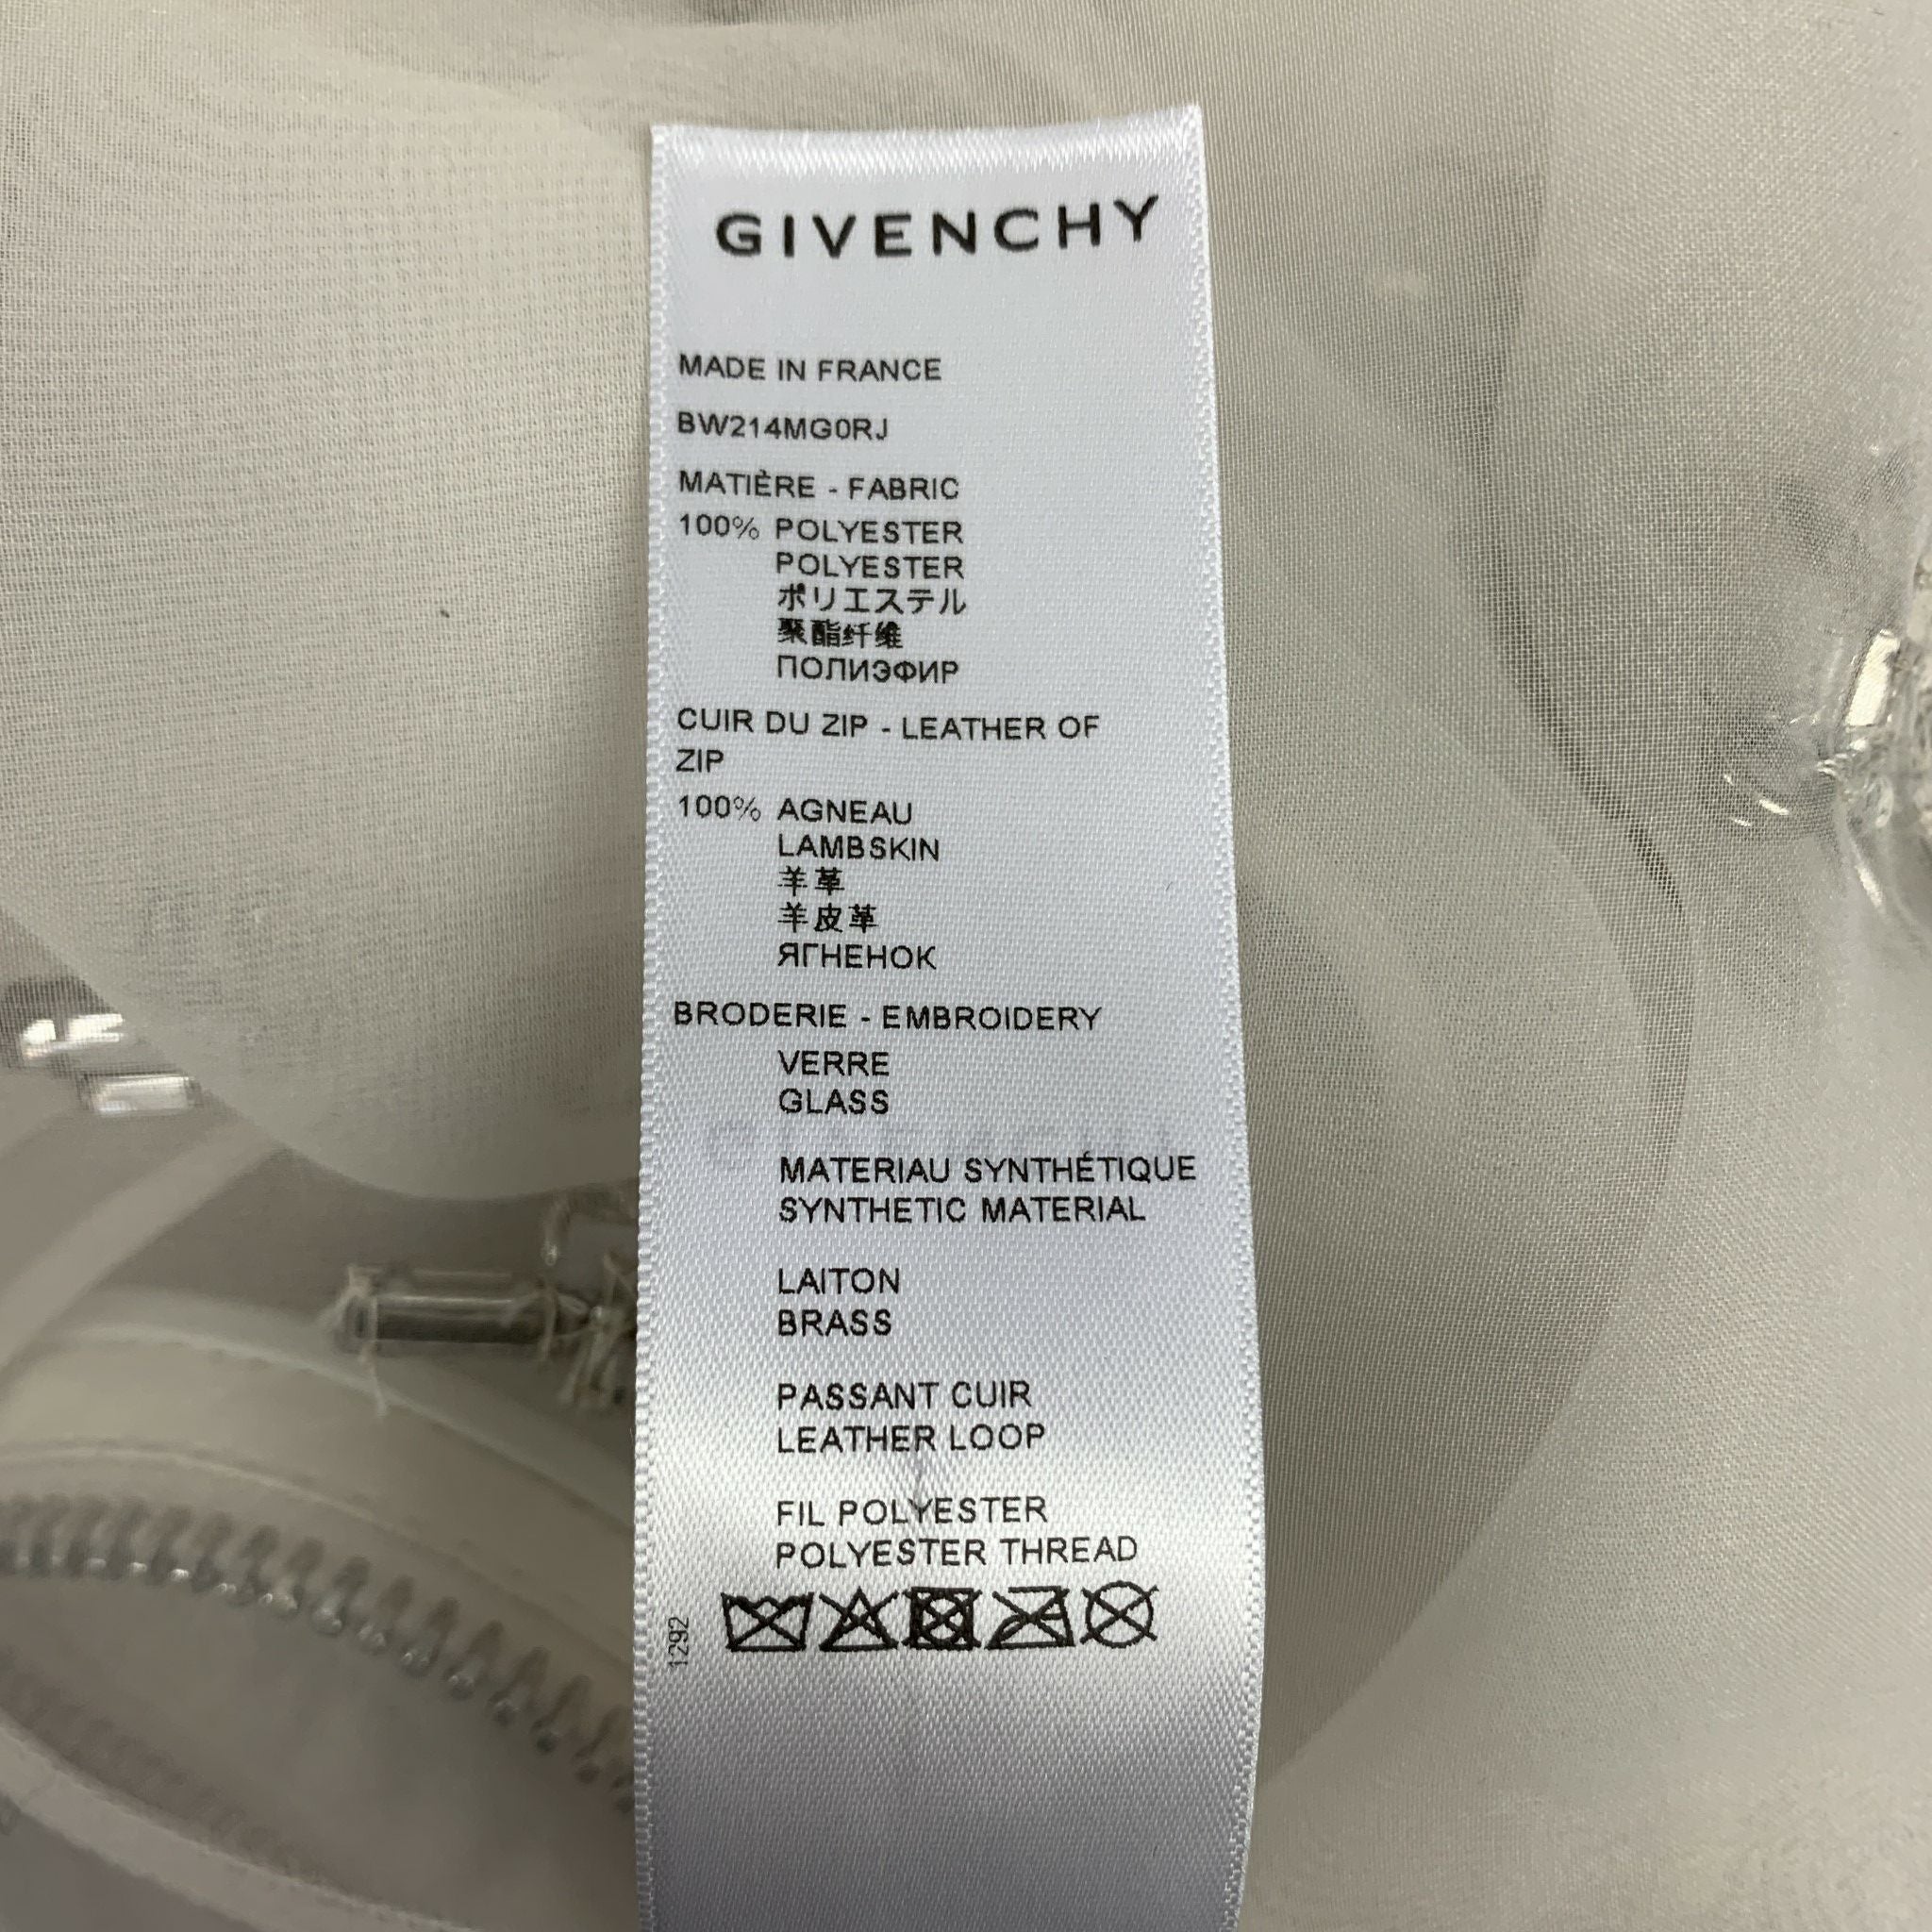 GIVENCHY
MADE IN FRANCE
BW214MG0RJ
MATIÈRE - FABRIC
100% POLYESTER
POLYESTER
ポリエステル
聚酯纤维
ПОЛИЭФИР
CUIR DU ZIP - LEATHER OF
ZIP
100% AGNEAU
LAMBSKIN
羊革
羊皮革
ЯГНЕНОК
BRODERIE - EMBROIDERY
VERRE
GLASS
MATERIAU SYNTHÉTIQUE
SYNTHETIC MATERIAL
LAITON
BRASS
PASSANT CUIR
LEATHER LOOP
FIL POLYESTER
POLYESTER THREAD
1292